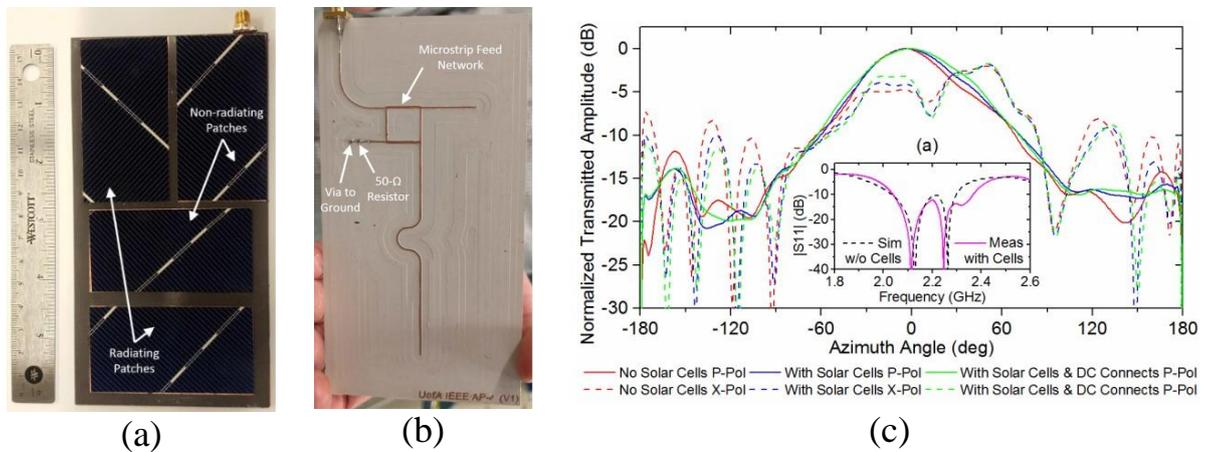 Non-radiating
Patches
Radiating
Patches
WESTCOTT
(a)
Microstrip Feed
Network
Via to
Ground
50-Ω
Resistor
UofA IEEE AP-S (V1)
(b)
Normalized Transmitted Amplitude (dB)
0
-5
-10
-15
-20
-25
-30
-180
-120
-60
0
60
120
180
Azimuth Angle (deg)
(a)
|S11| (dB)
0
-10
-20
-30
-40
Sim
w/o Cells
Meas
with Cells
1.8
2.0
2.2
2.4
2.6
Frequency (GHz)
No Solar Cells P-Pol With Solar Cells P-Pol With Solar Cells & DC Connects P-Pol
No Solar Cells X-Pol With Solar Cells X-Pol With Solar Cells & DC Connects P-Pol
(c)